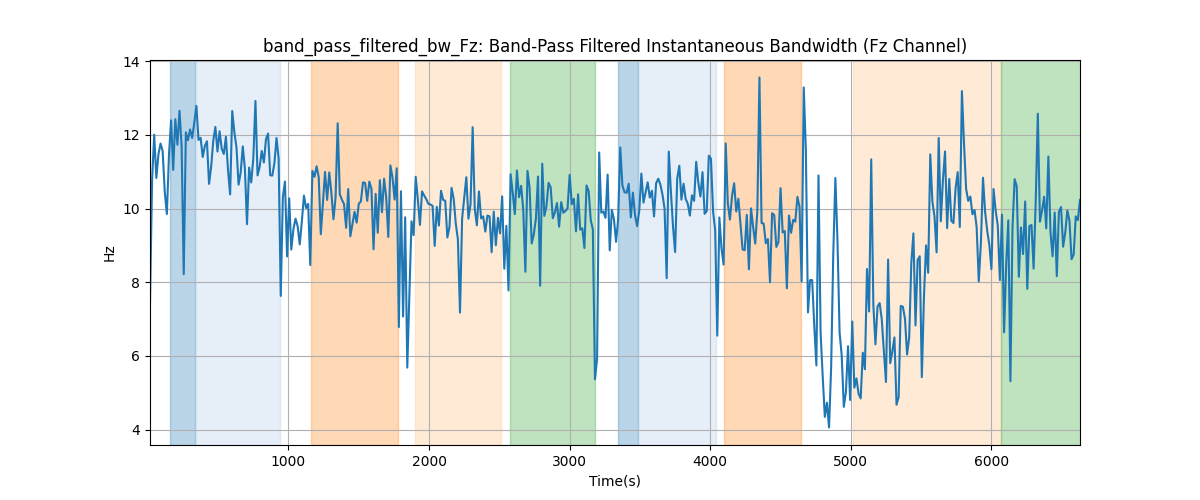 band_pass_filtered_bw_Fz: Band-Pass Filtered Instantaneous Bandwidth (Fz Channel)
14
12
10
8
6
4
Hz
1000 2000 3000 4000 5000 6000
Time(s)